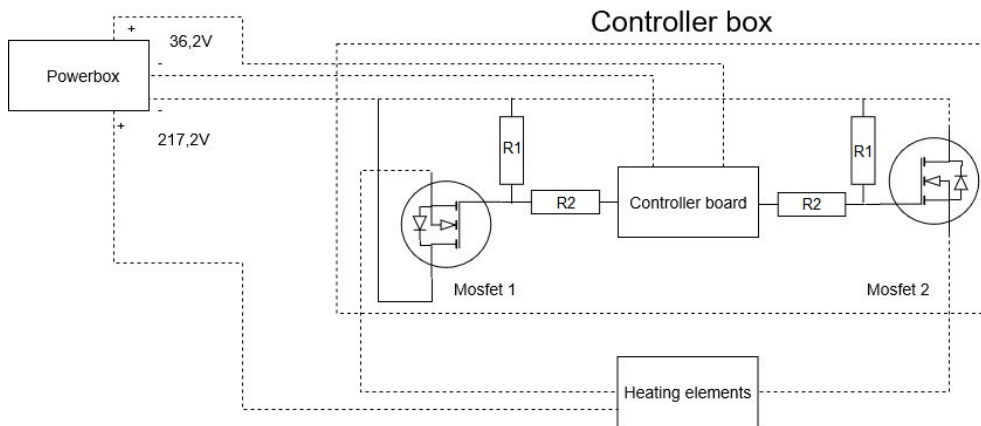 Controller box
+
36,2V
-
Powerbox
-
+
217,2V
R1
R1
R2
Controller board
R2
Mosfet 1
Mosfet 2
Heating elements